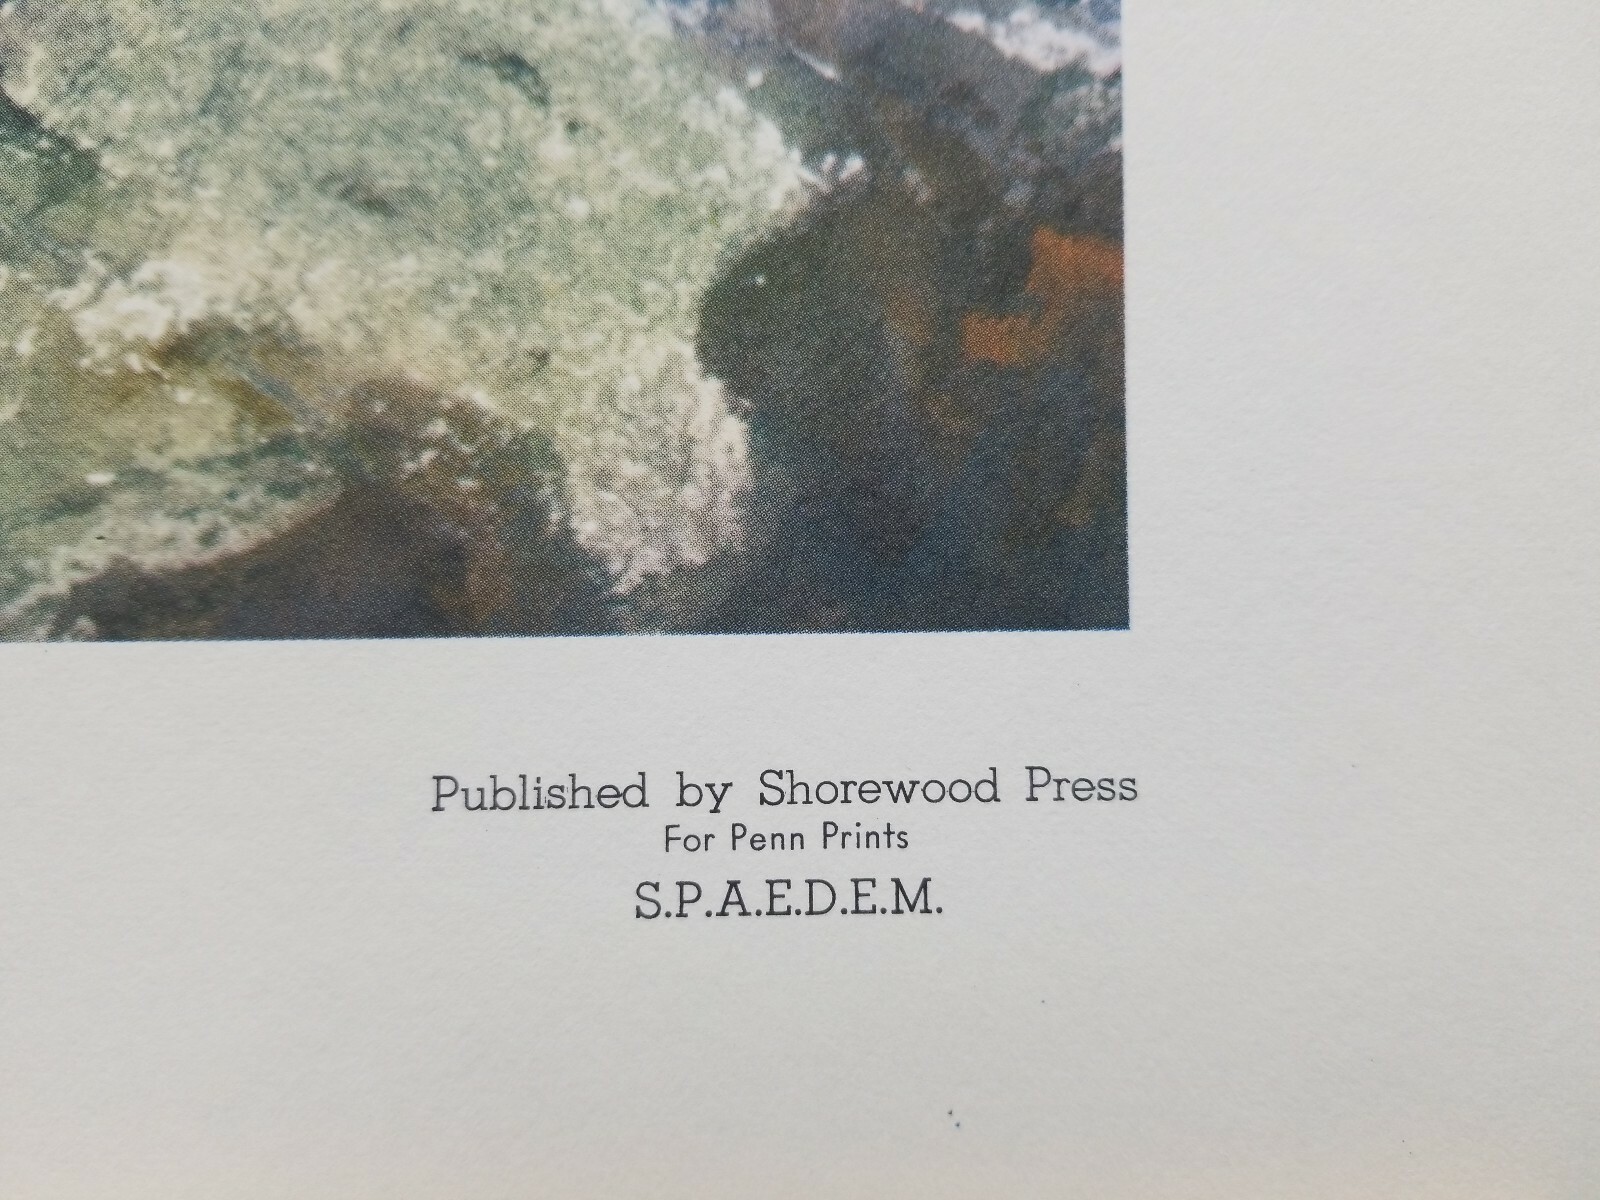 Published by Shorewood Press
For Penn Prints
S.P.A.E.D.E.M.